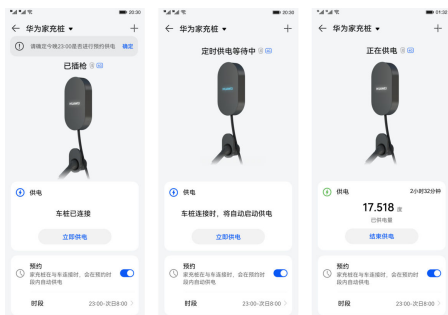 20:30
华为家充桩
请确定今晚23:00是否进行预约供电 确定
已插枪
HUAWEI
供电
车桩已连接
立即供电
预约
家充桩在与车连接时，会在预约时
段内自动供电
时段 23:00-次日8:00
20:30
华为家充桩
定时供电等待中
HUAWEI
供电
车桩连接时，将自动启动供电
立即供电
预约
家充桩在与车连接时，会在预约时
段内自动供电
时段 23:00-次日8:00
01:32
华为家充桩
正在供电
HUAWEI
供电 2小时32分钟
17.518 度
已供电量
结束供电
预约
家充桩在与车连接时，会在预约时
段内自动供电
时段 23:00-次日8:00